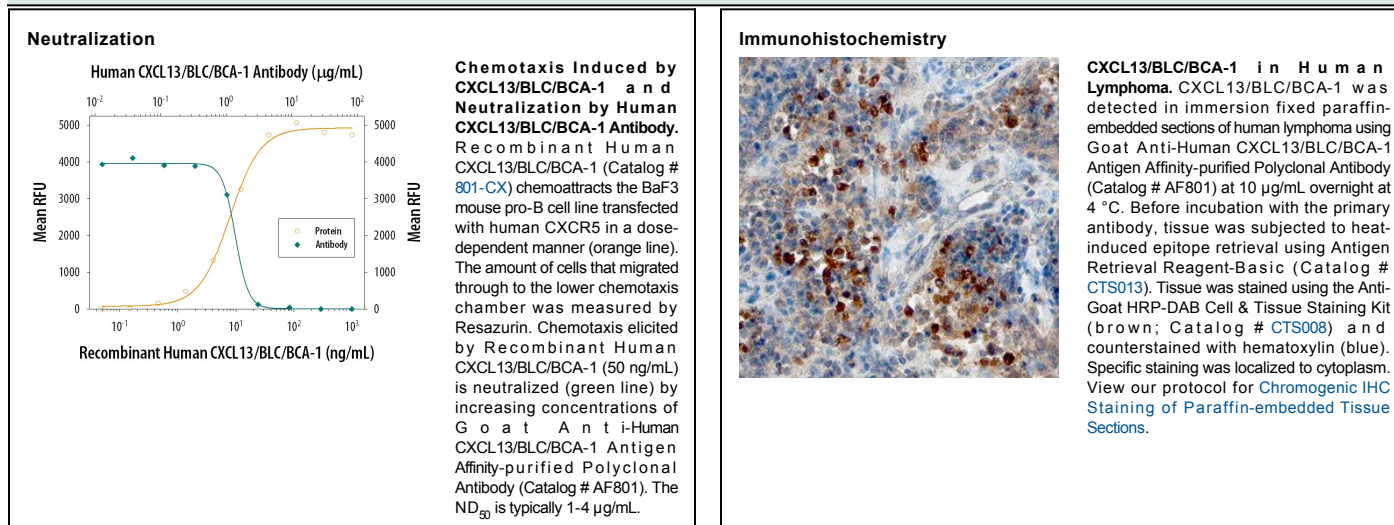 Neutralization
Human CXCL13/BLC/BCA-1 Antibody (µg/mL)
10-2 10-1 100 101 102
5000 5000
4000 4000
3000 3000
2000 2000
1000 1000
0 0
Mean RFU
Mean RFU
Protein
Antibody
10-1 100 101 102 103
Recombinant Human CXCL13/BLC/BCA-1 (ng/mL)
Chemotaxis Induced by
CXCL13/BLC/BCA-1 and
Neutralization by Human
CXCL13/BLC/BCA-1 Antibody.
Recombinant Human
CXCL13/BLC/BCA-1 (Catalog #
801-CX) chemoattracts the BaF3
mouse pro-B cell line transfected
with human CXCR5 in a dose-
dependent manner (orange line).
The amount of cells that migrated
through to the lower chemotaxis
chamber was measured by
Resazurin. Chemotaxis elicited
by Recombinant Human
CXCL13/BLC/BCA-1 (50 ng/mL)
is neutralized (green line) by
increasing concentrations of
Goat Anti-Human
CXCL13/BLC/BCA-1 Antigen
Affinity-purified Polyclonal
Antibody (Catalog # AF801). The
ND50 is typically 1-4 µg/mL.
Immunohistochemistry
CXCL13/BLC/BCA-1 in Human
Lymphoma. CXCL13/BLC/BCA-1 was
detected in immersion fixed paraffin-
embedded sections of human lymphoma using
Goat Anti-Human CXCL13/BLC/BCA-1
Antigen Affinity-purified Polyclonal Antibody
(Catalog # AF801) at 10 µg/mL overnight at
4 °C. Before incubation with the primary
antibody, tissue was subjected to heat-
induced epitope retrieval using Antigen
Retrieval Reagent-Basic (Catalog #
CTS013). Tissue was stained using the Anti-
Goat HRP-DAB Cell & Tissue Staining Kit
(brown; Catalog # CTS008) and
counterstained with hematoxylin (blue).
Specific staining was localized to cytoplasm.
View our protocol for Chromogenic IHC
Staining of Paraffin-embedded Tissue
Sections.